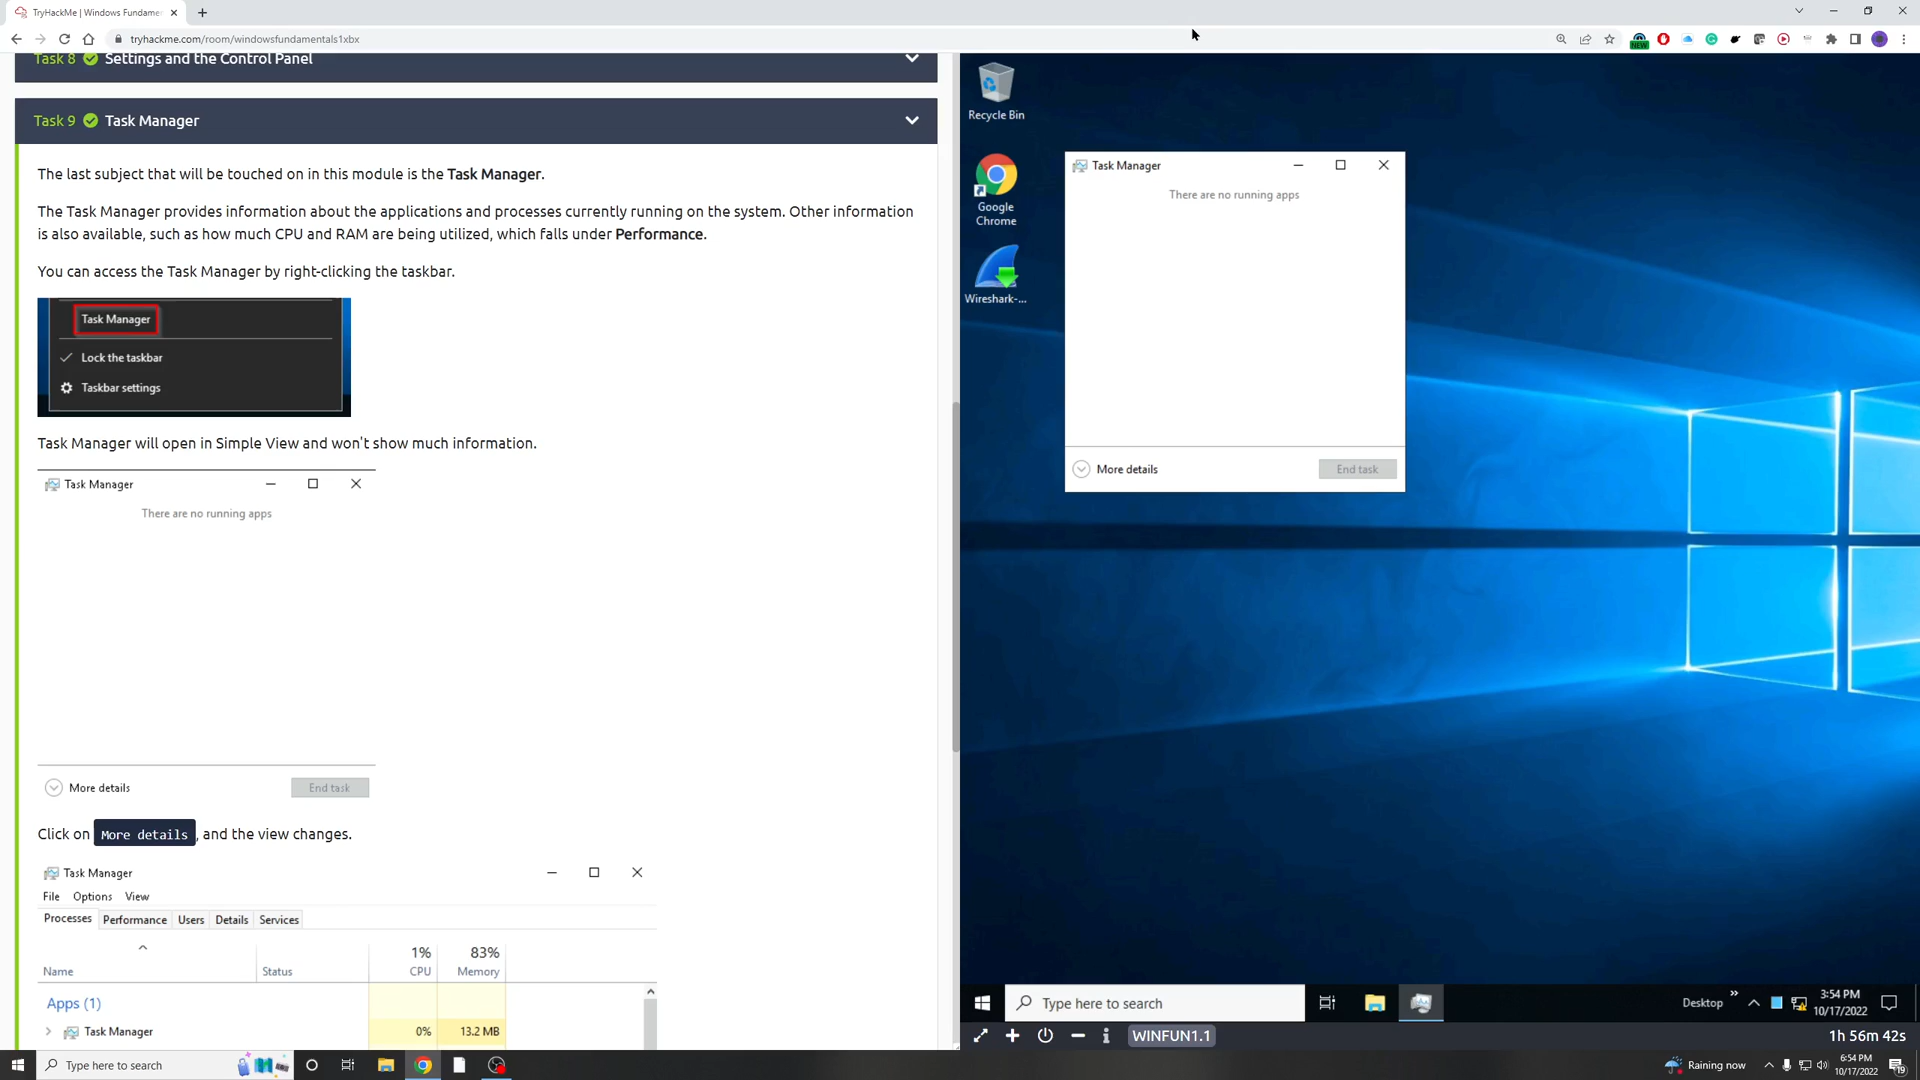 TryHackMe | Windows Fundame
tryhackme.com/room/windowsfundamentals1xbx
NEW
Task 8 Settings and the Control Panel
Task 9 Task Manager
The last subject that will be touched on in this module is the Task Manager.
The Task Manager provides information about the applications and processes currently running on the system. Other information
is also available, such as how much CPU and RAM are being utilized, which falls under Performance.
You can access the Task Manager by right-clicking the taskbar.
Task Manager
Lock the taskbar
Taskbar settings
Task Manager will open in Simple View and won't show much information.
Task Manager
There are no running apps
More details End task
Click on More details, and the view changes.
Task Manager
File Options View
Processes Performance Users Details Services
1% 83%
Name Status CPU Memory
Apps (1)
Task Manager 0% 13.2 MB
Recycle Bin
Google
Chrome
Wireshark-...
Task Manager
There are no running apps
More details End task
Type here to search
Desktop
3:54 PM
10/17/2022
WINFUN1.1
1h 56m 42s
Type here to search
Raining now
6:54 PM
10/17/2022
19